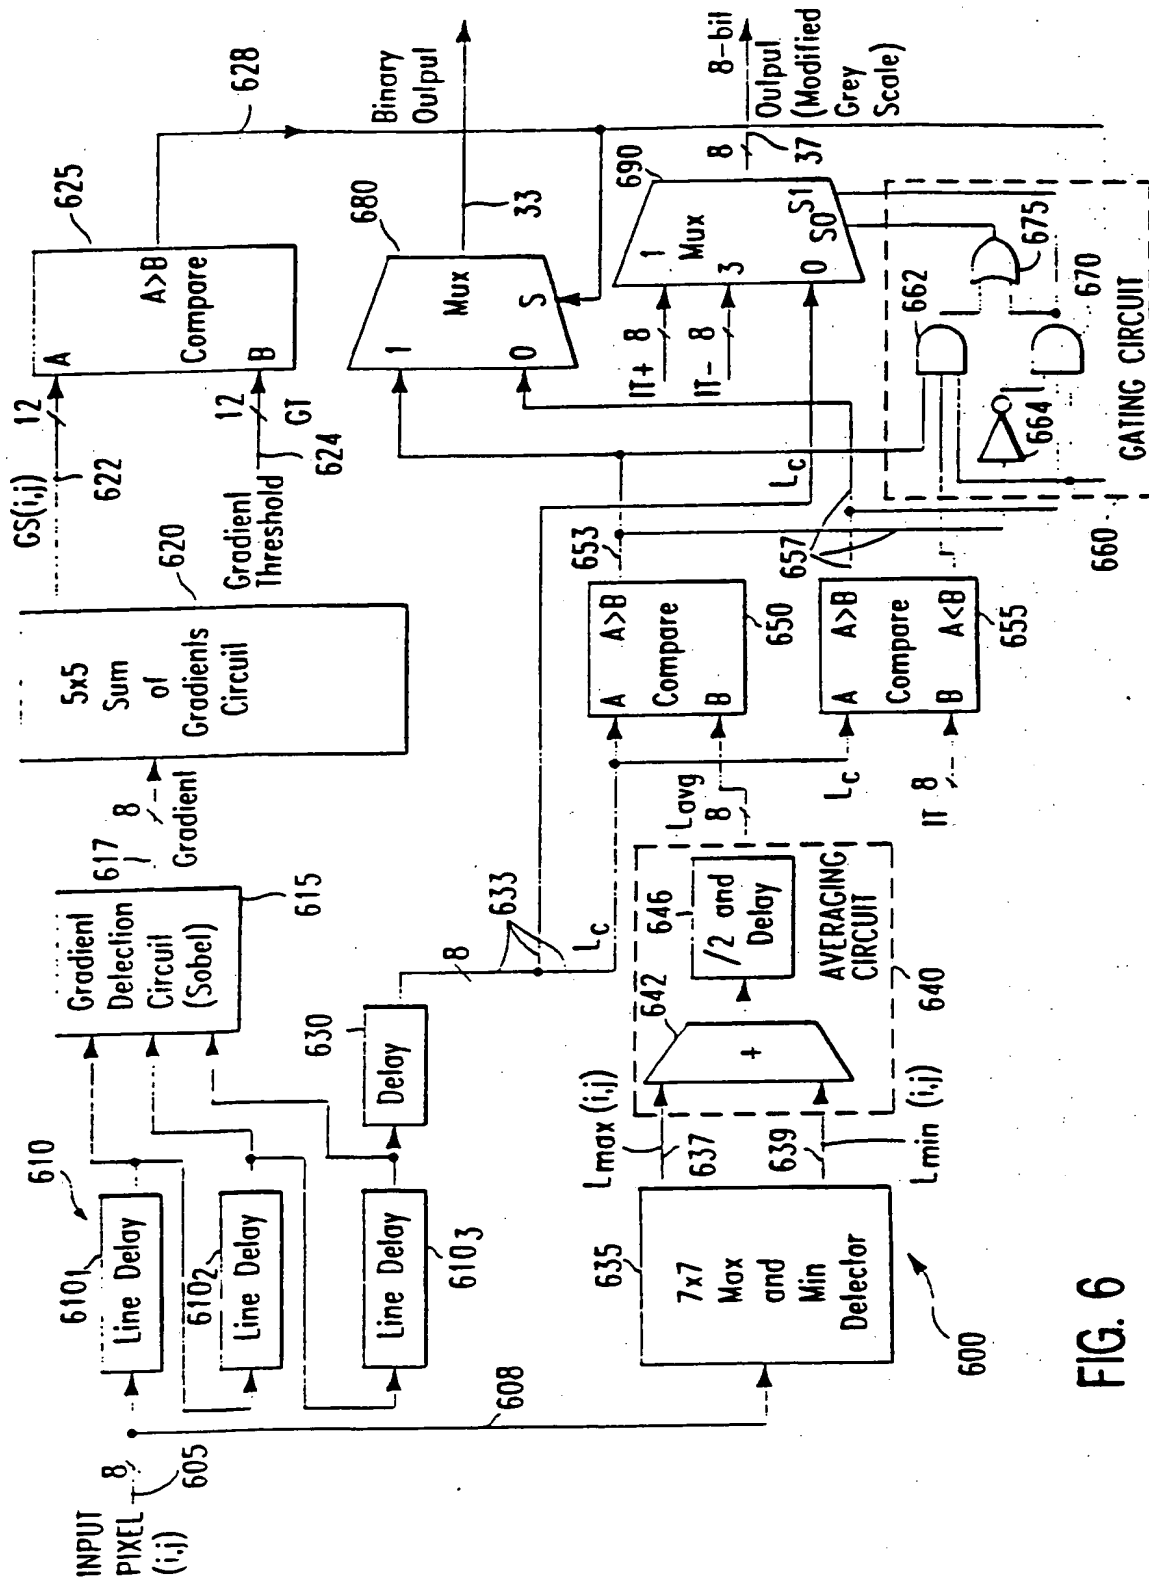 INPUT
PIXEL
(i,j)
8
605
608
610
610₁
Line Delay
610₂
Line Delay
610₃
Line Delay
630
Delay
Gradient
Detection
Circuit
(Sobel)
615
617
8
Gradient
5x5
Sum
of
Gradients
Circuit
620
GS(i,j)
12
622
Gradient
Threshold
624
12
GT
A
A>B
Compare
B
625
628
8
633
Lc
635
7x7
Max
and
Min
Detector
600
Lmax (i,j)
637
639
Lmin (i,j)
642
+
646
/2 and
Delay
AVERAGING
CIRCUIT
640
Lavg
8
A
A>B
Compare
B
650
653
Lc
IT
8
A
A>B
Compare
B
A<B
655
657
Lc
1
Mux
0
S
680
33
Binary
Output
IT+
8
IT-
8
1
Mux
3
0
S0
S1
690
8
37
8-bit
Output
(Modified
Grey
Scale)
662
664
670
675
GATING CIRCUIT
660
FIG. 6